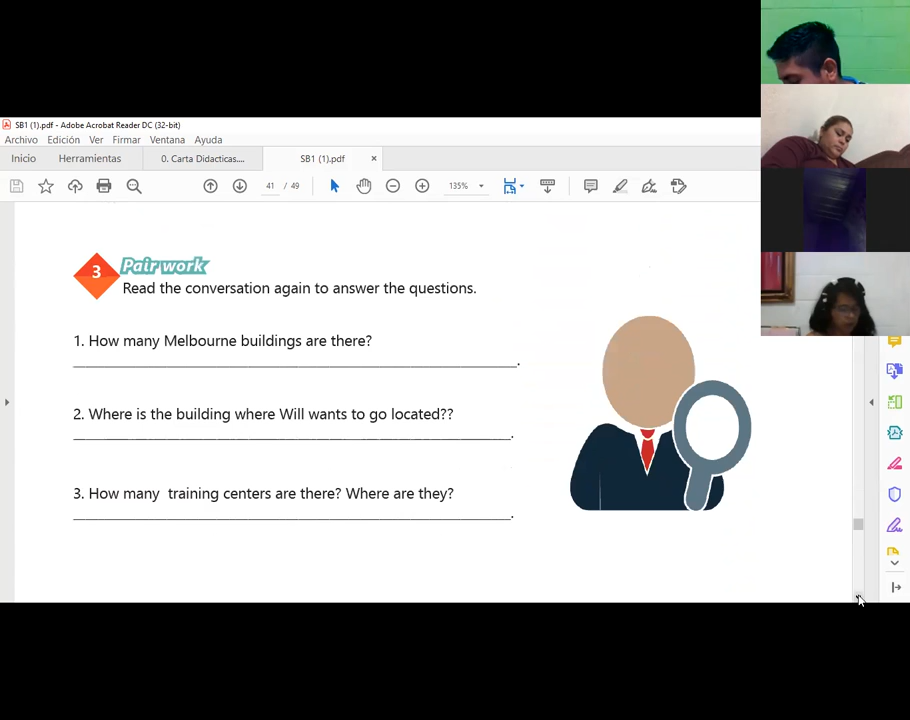 SB1 (1).pdf - Adobe Acrobat Reader DC (32-bit)
Archivo Edición Ver Firmar Ventana Ayuda
Inicio Herramientas 0. Carta Didacticas.... SB1 (1).pdf ×
41 / 49 135%
3 Pair work
Read the conversation again to answer the questions.
1. How many Melbourne buildings are there?
.
2. Where is the building where Will wants to go located??
.
3. How many training centers are there? Where are they?
.